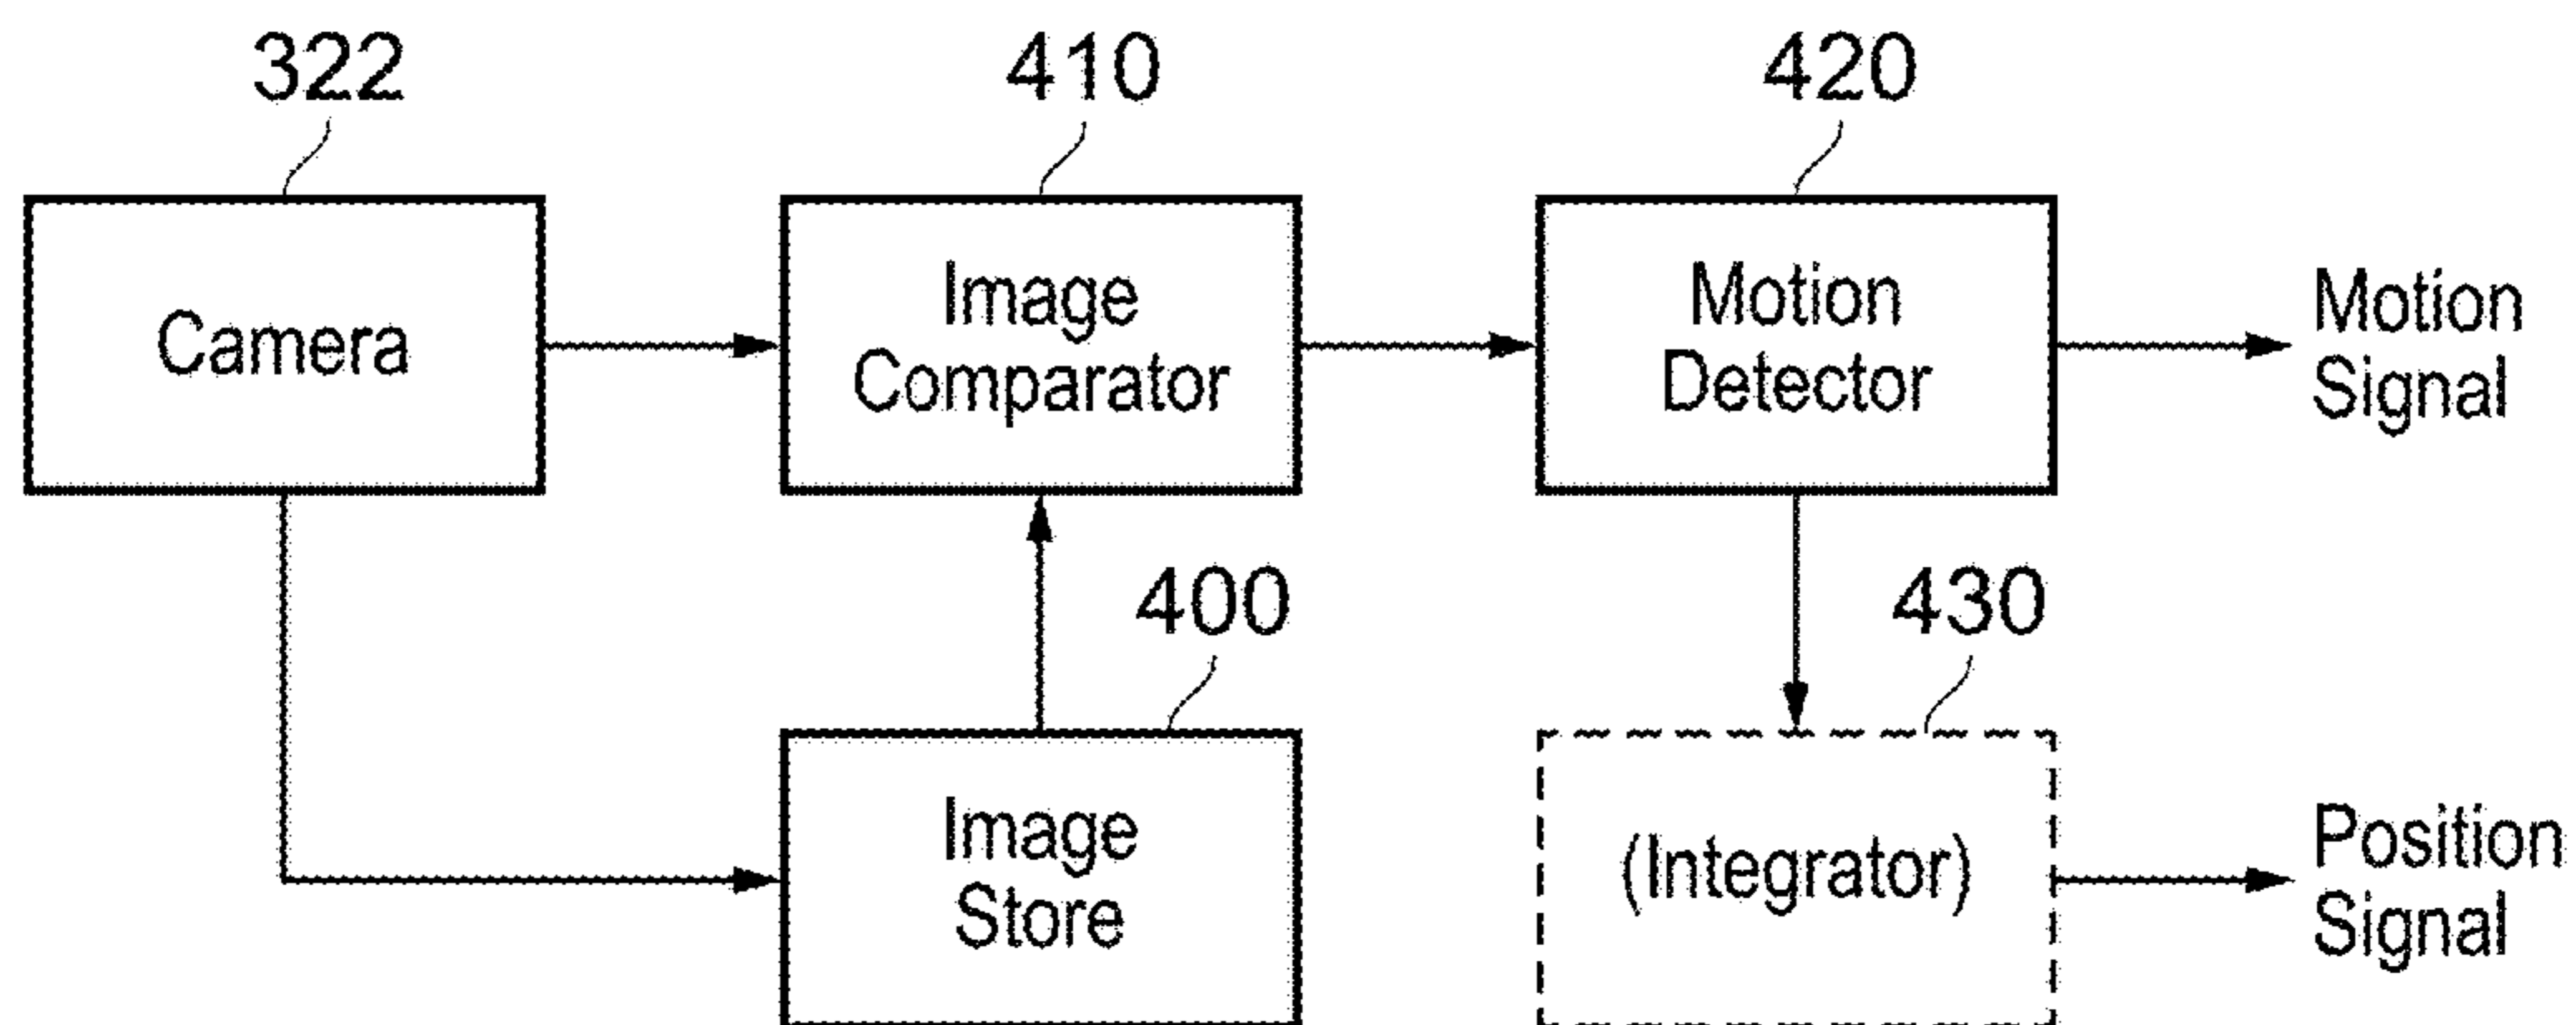 322
410
420
Camera
Image
Comparator
Motion
Detector
Motion
Signal
400
430
Image
Store
(Integrator)
Position
Signal